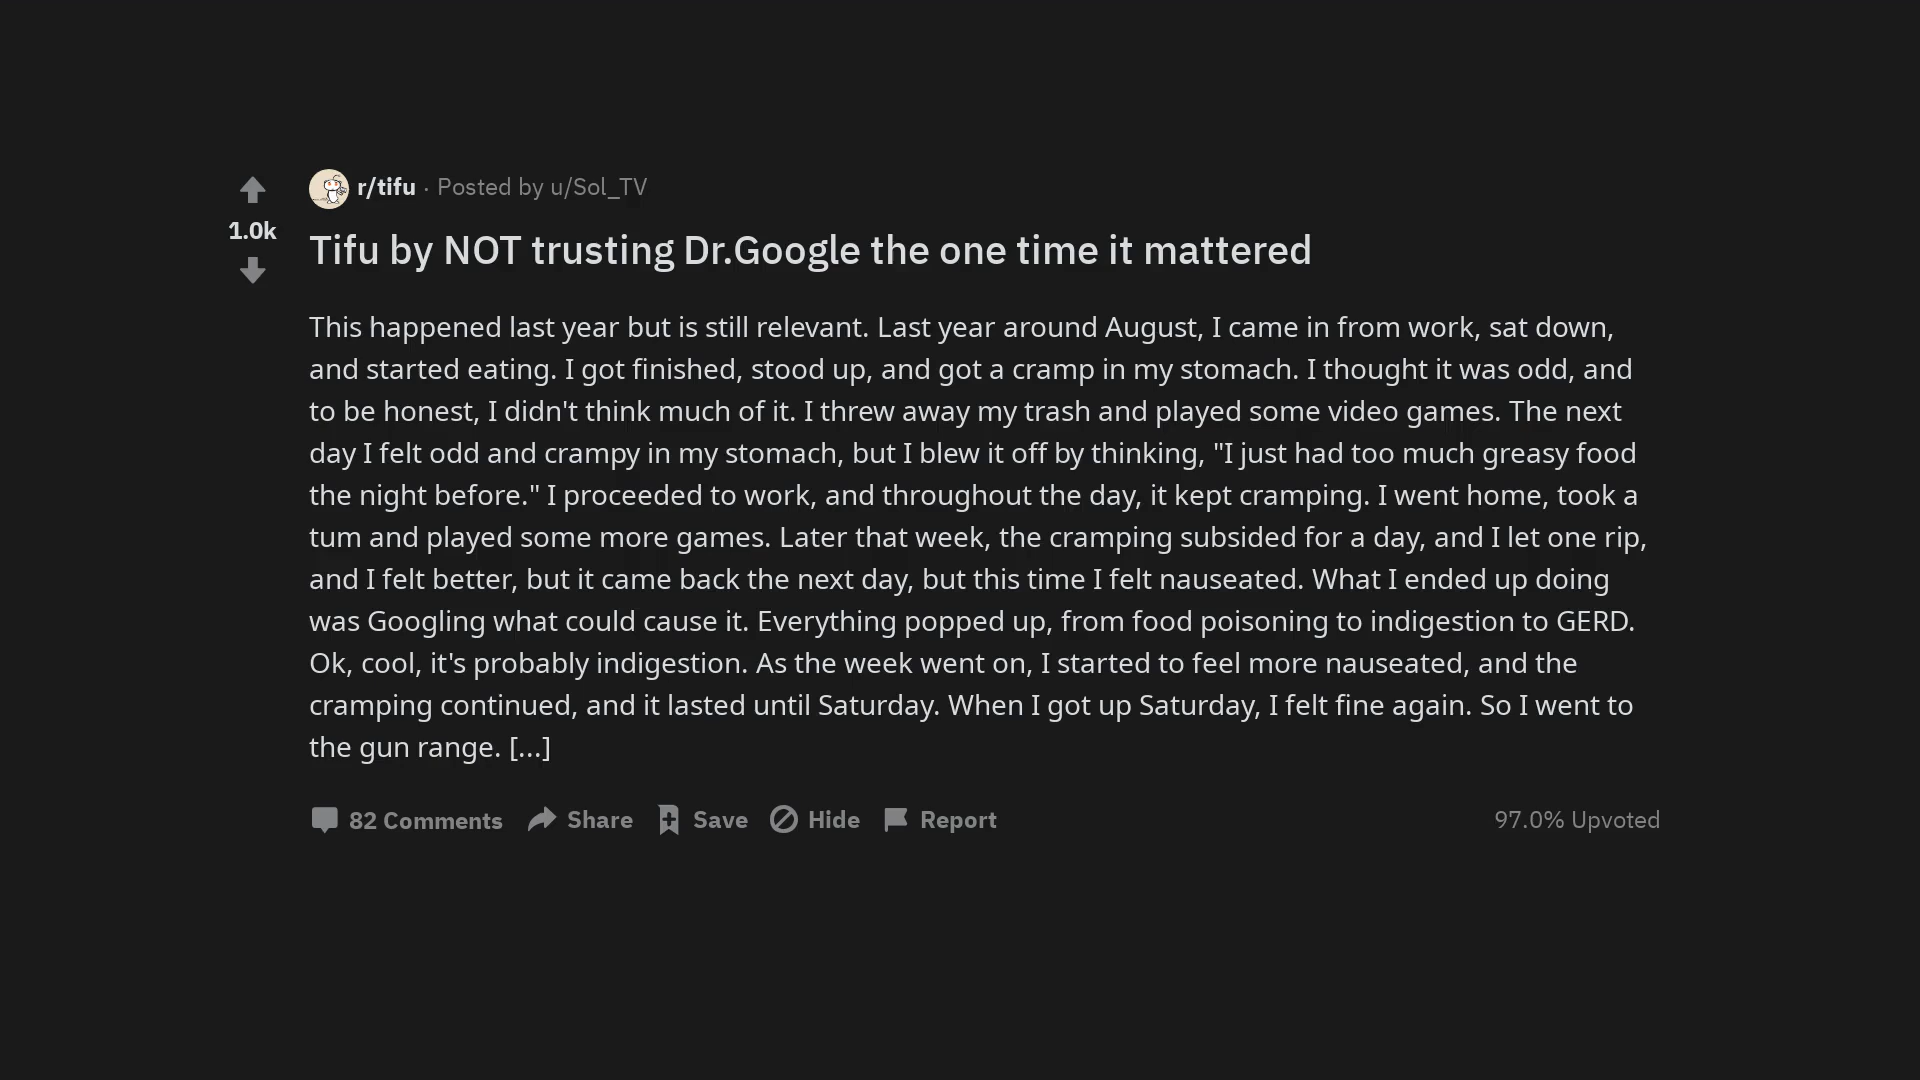 r/tifu · Posted by u/Sol_TV
1.0k
Tifu by NOT trusting Dr.Google the one time it mattered
This happened last year but is still relevant. Last year around August, I came in from work, sat down,
and started eating. I got finished, stood up, and got a cramp in my stomach. I thought it was odd, and
to be honest, I didn't think much of it. I threw away my trash and played some video games. The next
day I felt odd and crampy in my stomach, but I blew it off by thinking, "I just had too much greasy food
the night before." I proceeded to work, and throughout the day, it kept cramping. I went home, took a
tum and played some more games. Later that week, the cramping subsided for a day, and I let one rip,
and I felt better, but it came back the next day, but this time I felt nauseated. What I ended up doing
was Googling what could cause it. Everything popped up, from food poisoning to indigestion to GERD.
Ok, cool, it's probably indigestion. As the week went on, I started to feel more nauseated, and the
cramping continued, and it lasted until Saturday. When I got up Saturday, I felt fine again. So I went to
the gun range. [...]
82 Comments Share Save Hide Report 97.0% Upvoted